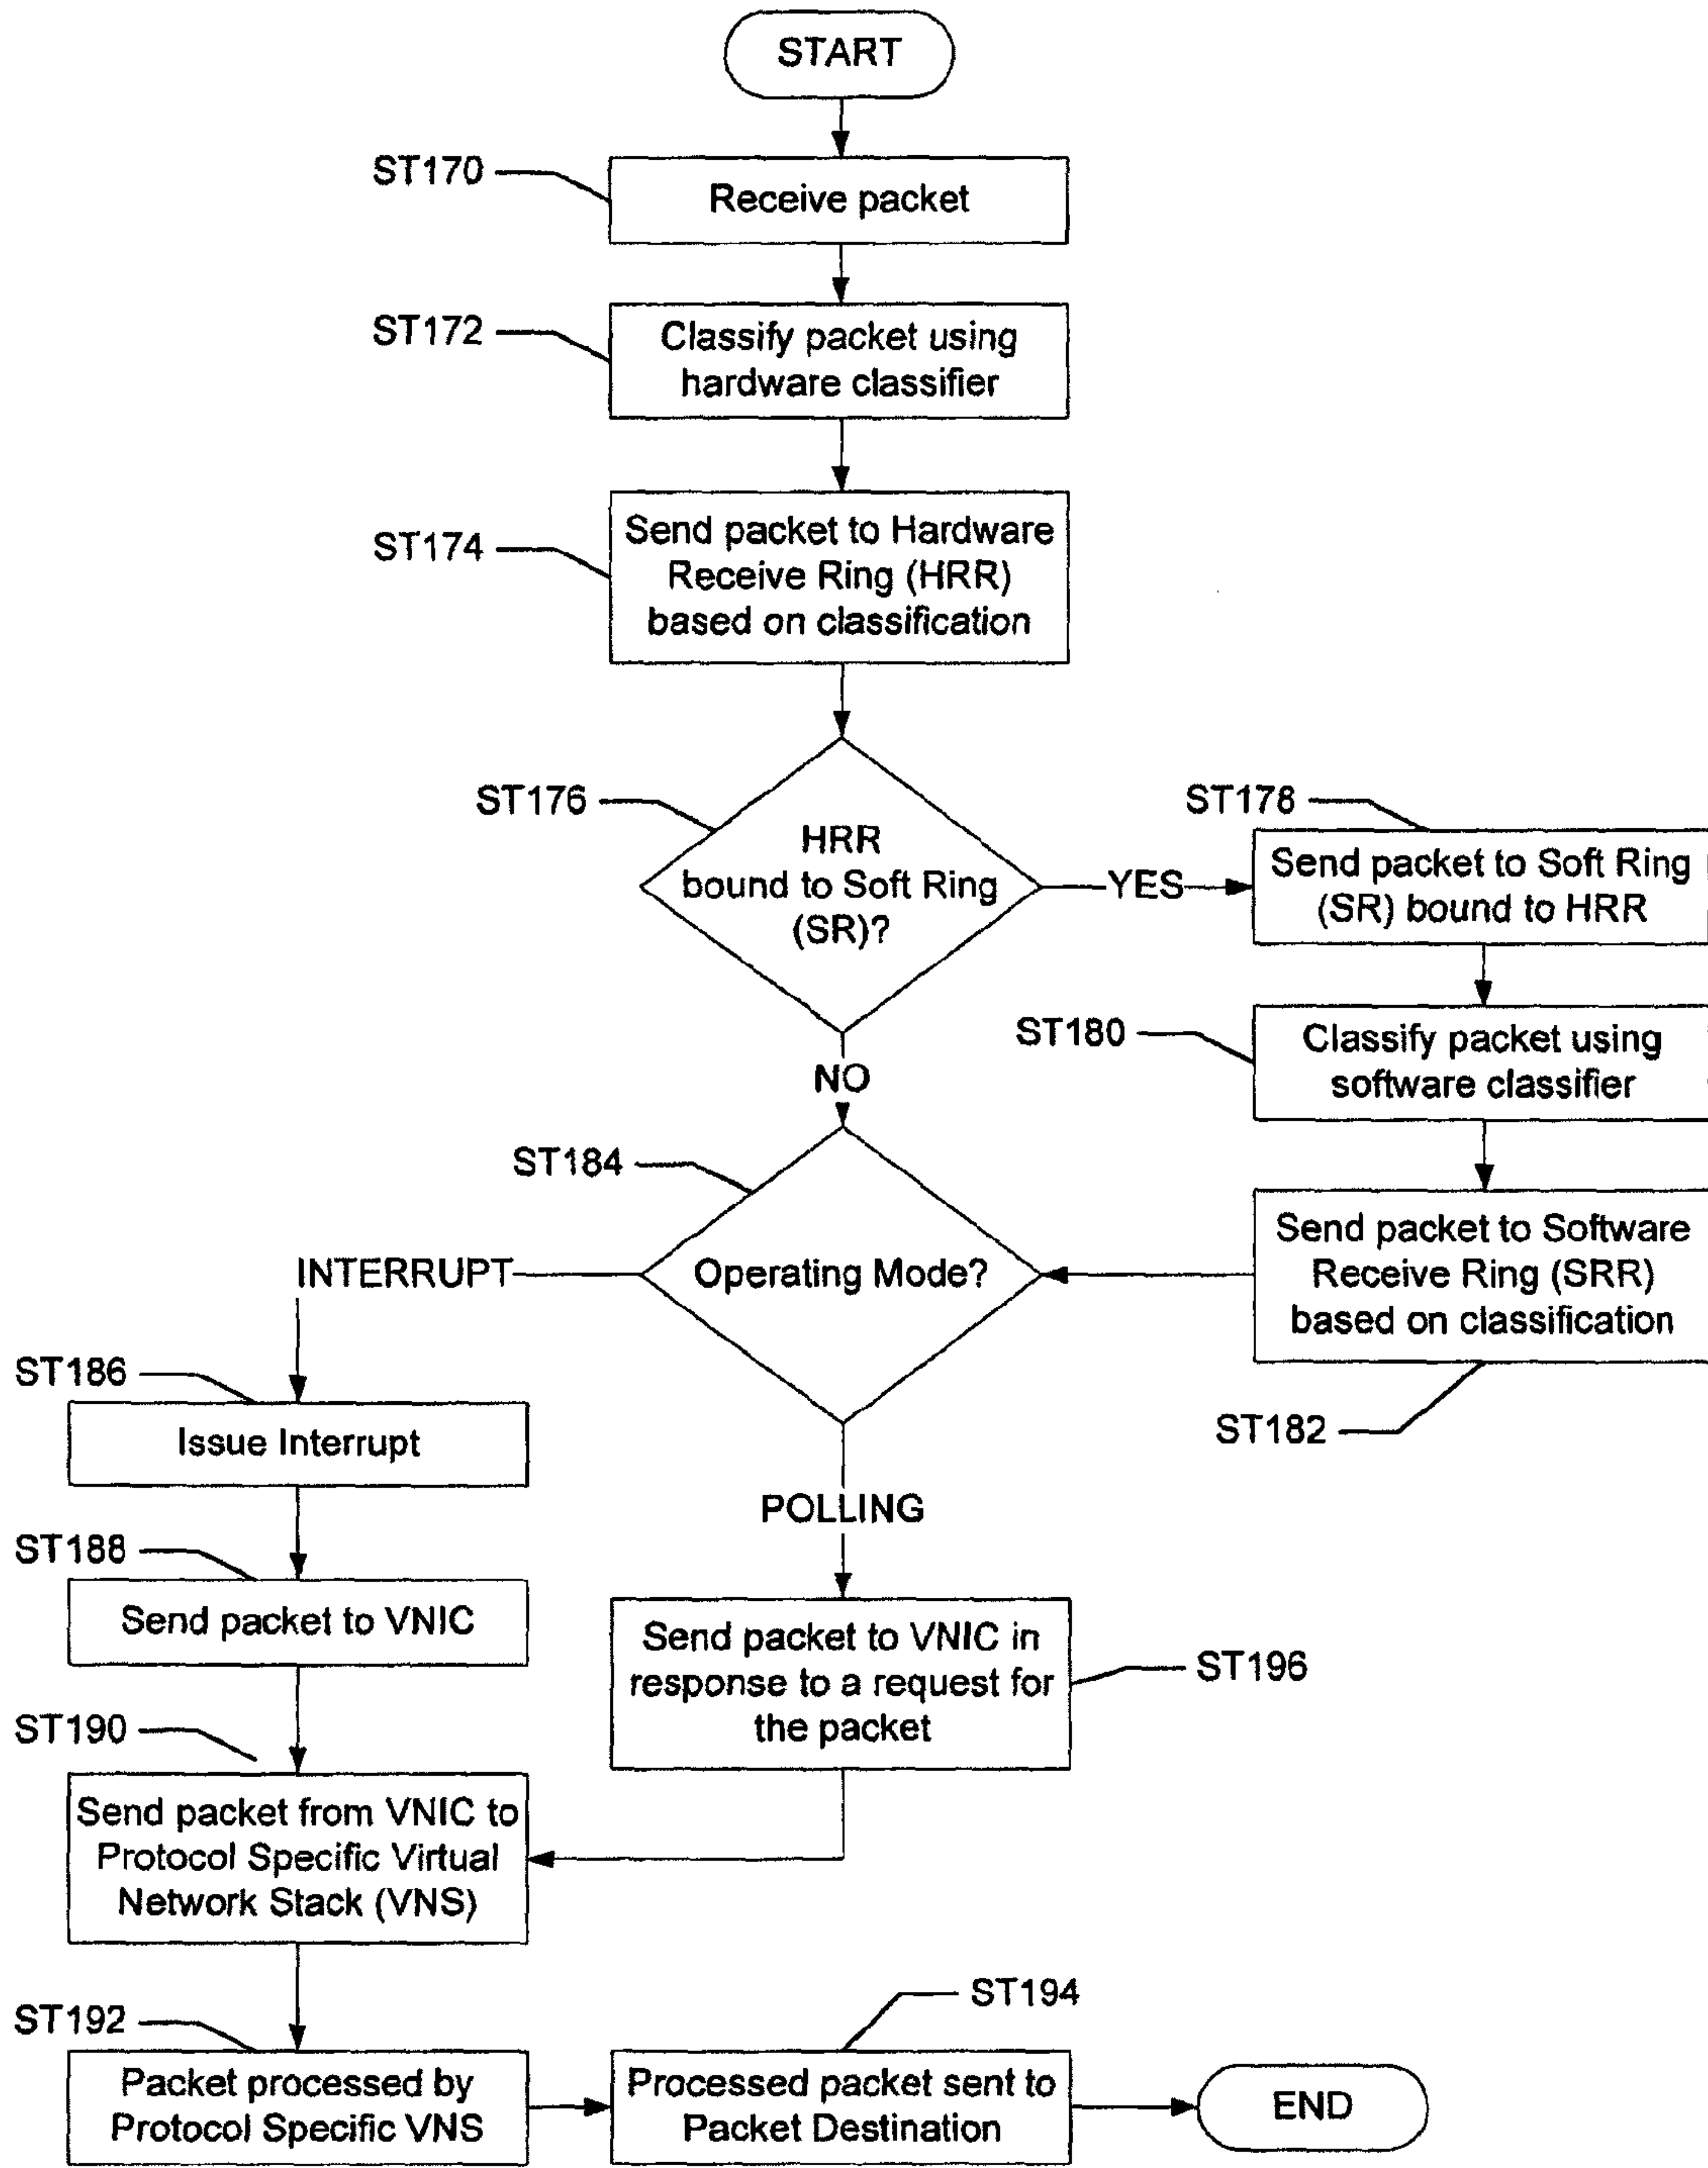 START
ST170
Receive packet
ST172
Classify packet using
hardware classifier
ST174
Send packet to Hardware
Receive Ring (HRR)
based on classification
ST176
HRR
bound to Soft Ring
(SR)?
YES
ST178
Send packet to Soft Ring
(SR) bound to HRR
ST180
Classify packet using
software classifier
NO
ST184
Operating Mode?
Send packet to Software
Receive Ring (SRR)
based on classification
ST182
INTERRUPT
ST186
Issue Interrupt
POLLING
ST188
Send packet to VNIC
Send packet to VNIC in
response to a request for
the packet
ST196
ST190
Send packet from VNIC to
Protocol Specific Virtual
Network Stack (VNS)
ST192
Packet processed by
Protocol Specific VNS
ST194
Processed packet sent to
Packet Destination
END